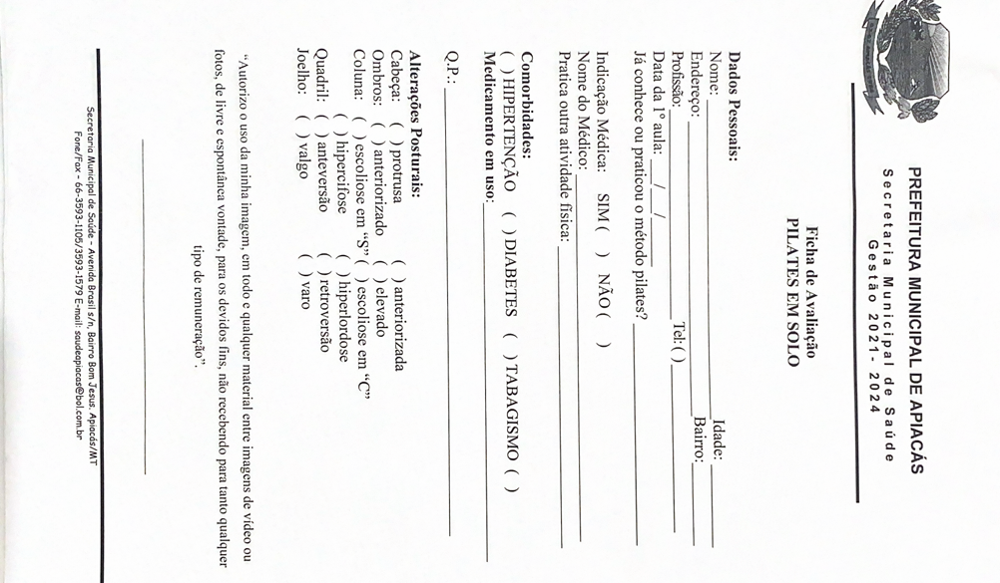 PREFEITURA MUNICIPAL DE APIACÁS
Secretaria Municipal de Saúde
Gestão 2021- 2024
Ficha de Avaliação
PILATES EM SOLO
Dados Pessoais:
Nome: Idade:
Endereço: Bairro:
Profissão: Tel: ( )
Data da 1º aula: / /
Já conhece ou praticou o método pilates?
Indicação Médica: SIM ( ) NÃO ( )
Nome do Médico:
Pratica outra atividade física:
Comorbidades:
( ) HIPERTENÇÃO ( ) DIABETES ( ) TABAGISMO ( )
Medicamento em uso:
Q.P.:
Alterações Posturais:
Cabeça: ( ) protrusa ( ) anteriorizada
Ombros: ( ) anteriorizado ( ) elevado
Coluna: ( ) escoliose em “S” ( ) escoliose em “C”
( ) hipercifose ( ) hiperlordose
Quadril: ( ) anteversão ( ) retroversão
Joelho: ( ) valgo ( ) varo
“Autorizo o uso da minha imagem, em todo e qualquer material entre imagens de vídeo ou
fotos, de livre e espontânea vontade, para os devidos fins, não recebendo para tanto qualquer
tipo de remuneração”.
Secretaria Municipal de Saúde – Avenida Brasil s/n, Bairro Bom Jesus. Apiacás/MT
Fone/Fax - 66-3593-1105/3593-1579 E-mail: saudeapiacas@bol.com.br